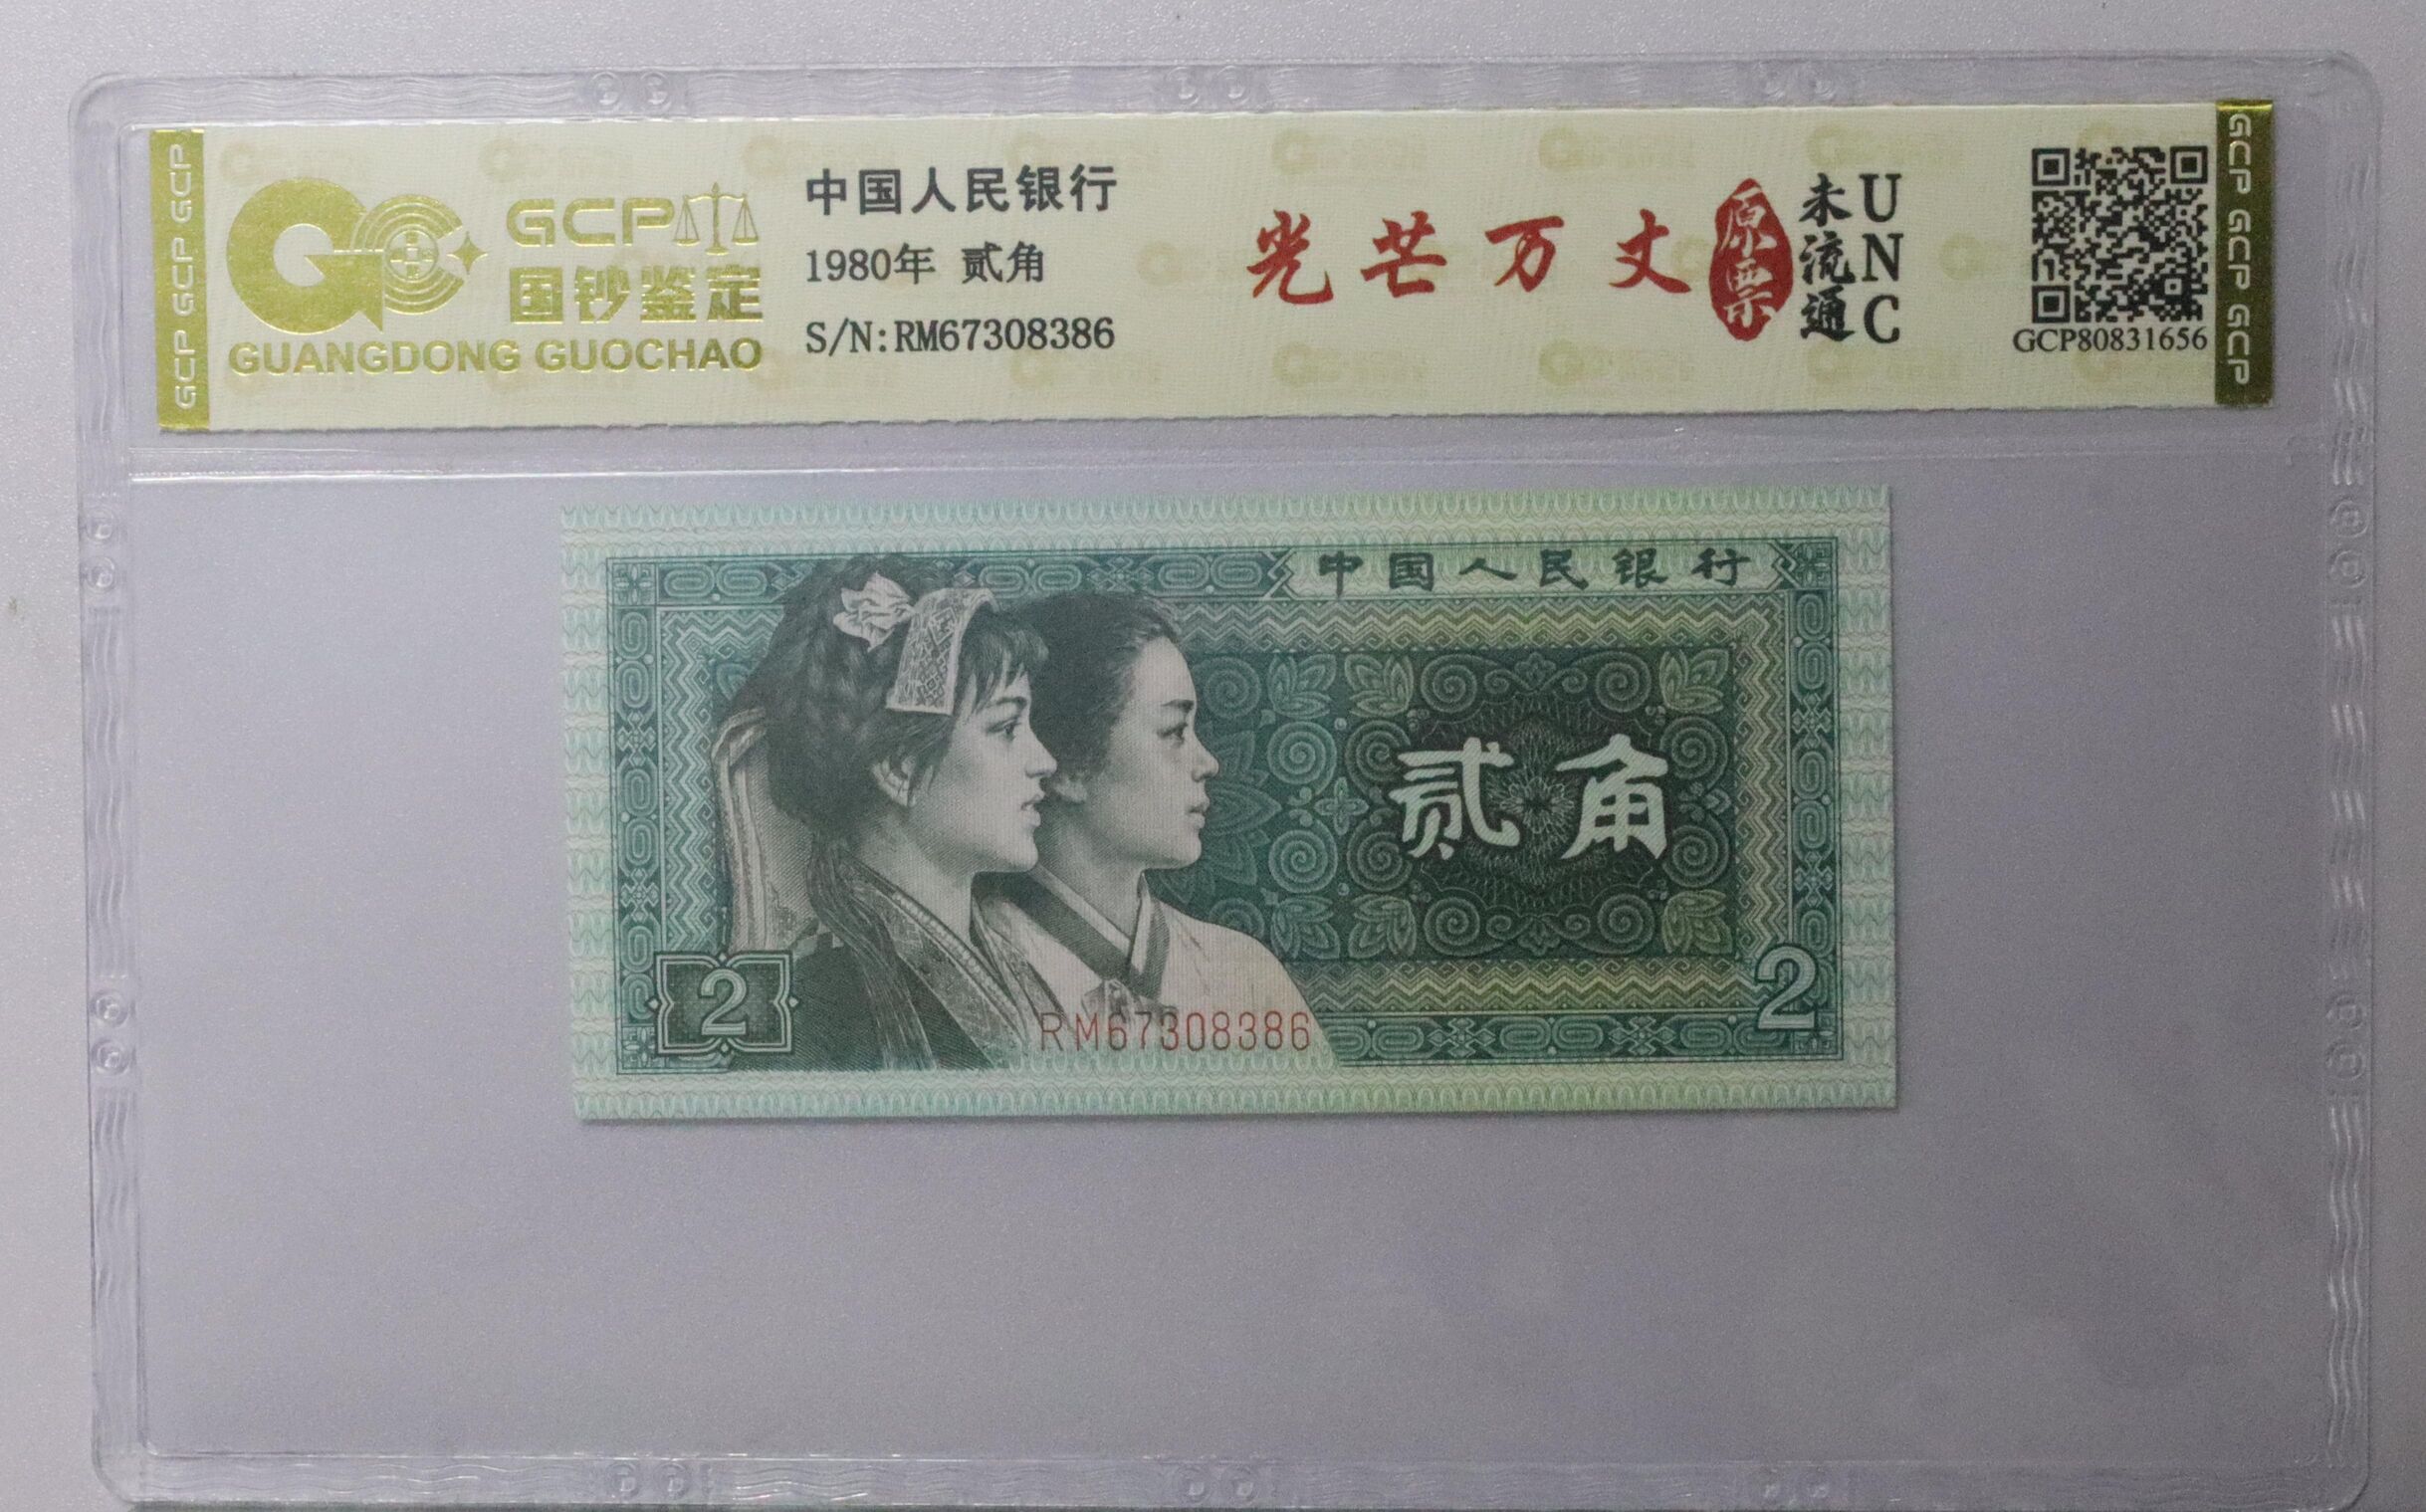 GCP GCP GCP
GCP
国钞鉴定
GUANGDONG GUOCHAO
中国人民银行
1980年 贰角
S/N:RM67308386
光芒万丈
原票
未流通
UNC
GCP80831656
GCP GCP GCP
中国人民银行
贰角
2
2
RM67308386